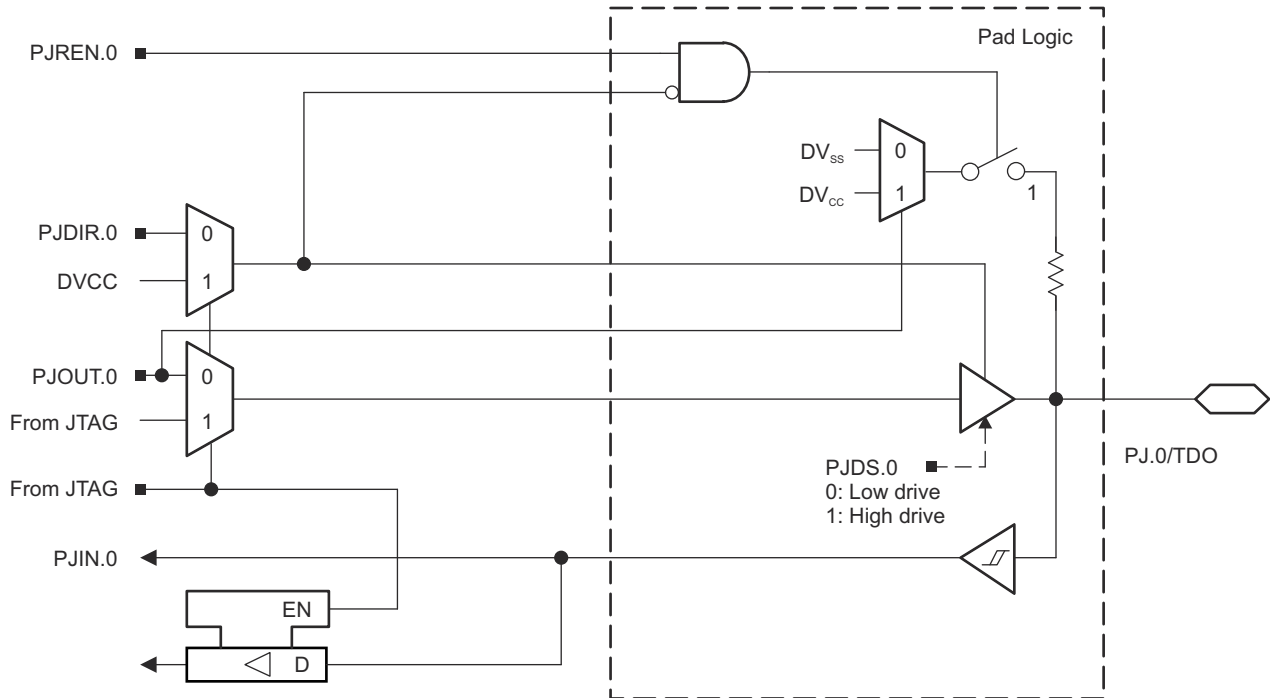 Pad Logic
PJREN.0
DVSS
0
DVCC
1
1
PJDIR.0
0
DVCC
1
PJOUT.0
0
From JTAG
1
From JTAG
PJDS.0
0: Low drive
1: High drive
PJ.0/TDO
PJIN.0
EN
D